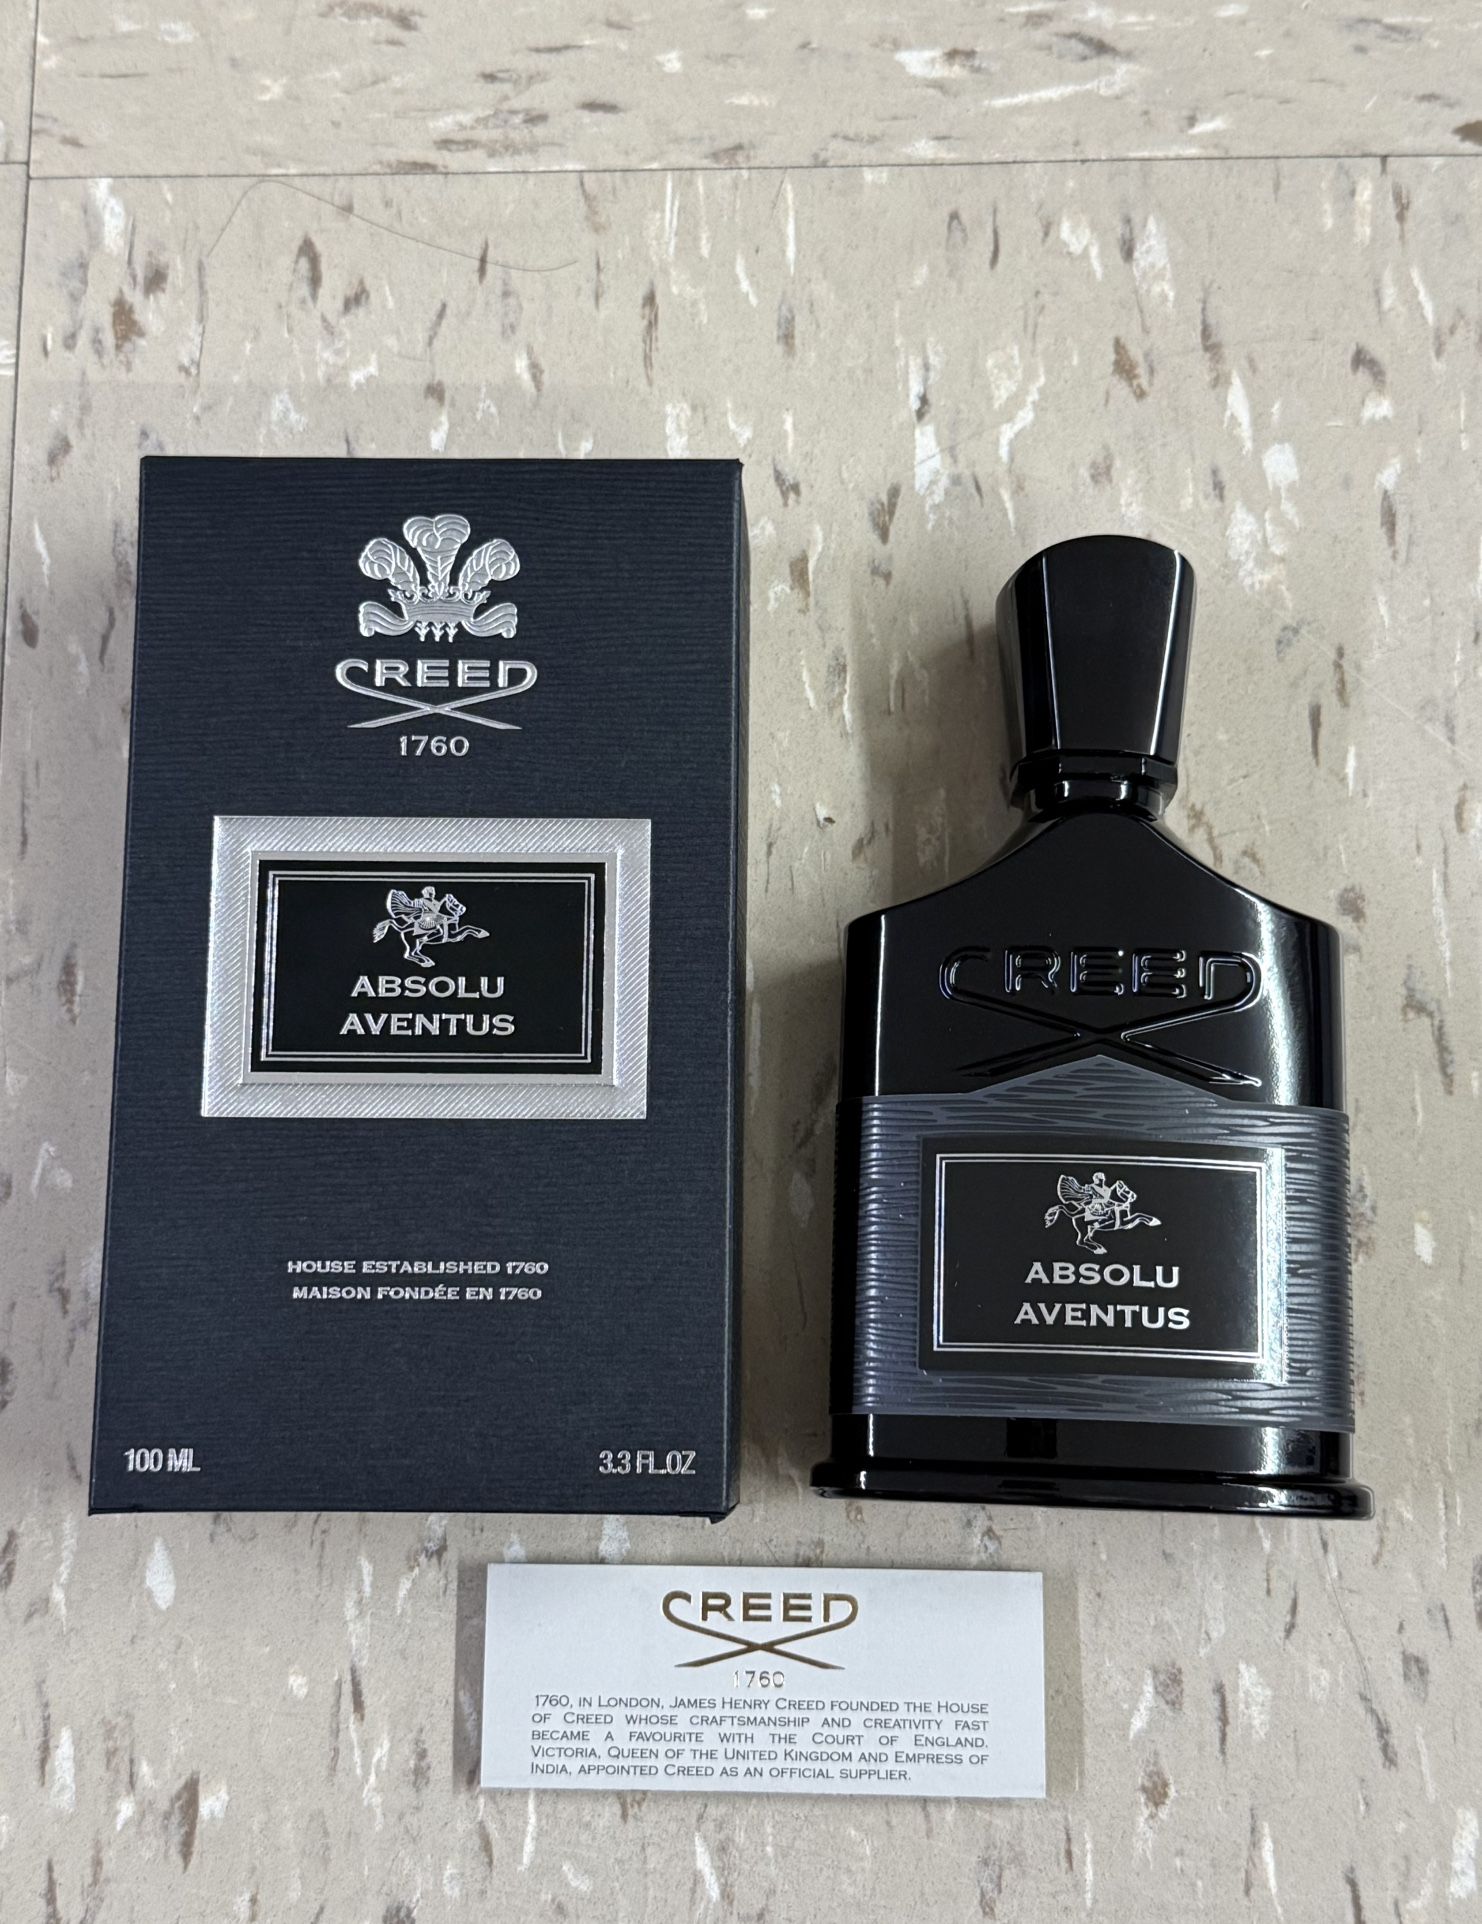 CREED
1760
ABSOLU
AVENTUS
HOUSE ESTABLISHED 1760
MAISON FONDÉE EN 1760
100 ML
3.3 FL.OZ
CREED
ABSOLU
AVENTUS
CREED
1760
1760, IN LONDON, JAMES HENRY CREED FOUNDED THE HOUSE
OF CREED WHOSE CRAFTSMANSHIP AND CREATIVITY FAST
BECAME A FAVOURITE WITH THE COURT OF ENGLAND.
VICTORIA, QUEEN OF THE UNITED KINGDOM AND EMPRESS OF
INDIA, APPOINTED CREED AS AN OFFICIAL SUPPLIER.